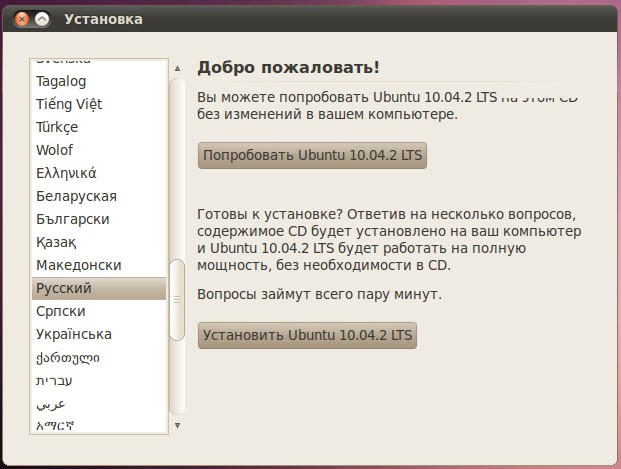 Установка
Svenska
Tagalog
Tiếng Việt
Türkçe
Wolof
Ελληνικά
Беларуская
Български
Қазақ
Македонски
Русский
Српски
Українська
ქართული
עברית
عربي
አማርኛ
Добро пожаловать!
Вы можете попробовать Ubuntu 10.04.2 LTS на этом CD
без изменений в вашем компьютере.
Попробовать Ubuntu 10.04.2 LTS
Готовы к установке? Ответив на несколько вопросов,
содержимое CD будет установлено на ваш компьютер
и Ubuntu 10.04.2 LTS будет работать на полную
мощность, без необходимости в CD.
Вопросы займут всего пару минут.
Установить Ubuntu 10.04.2 LTS